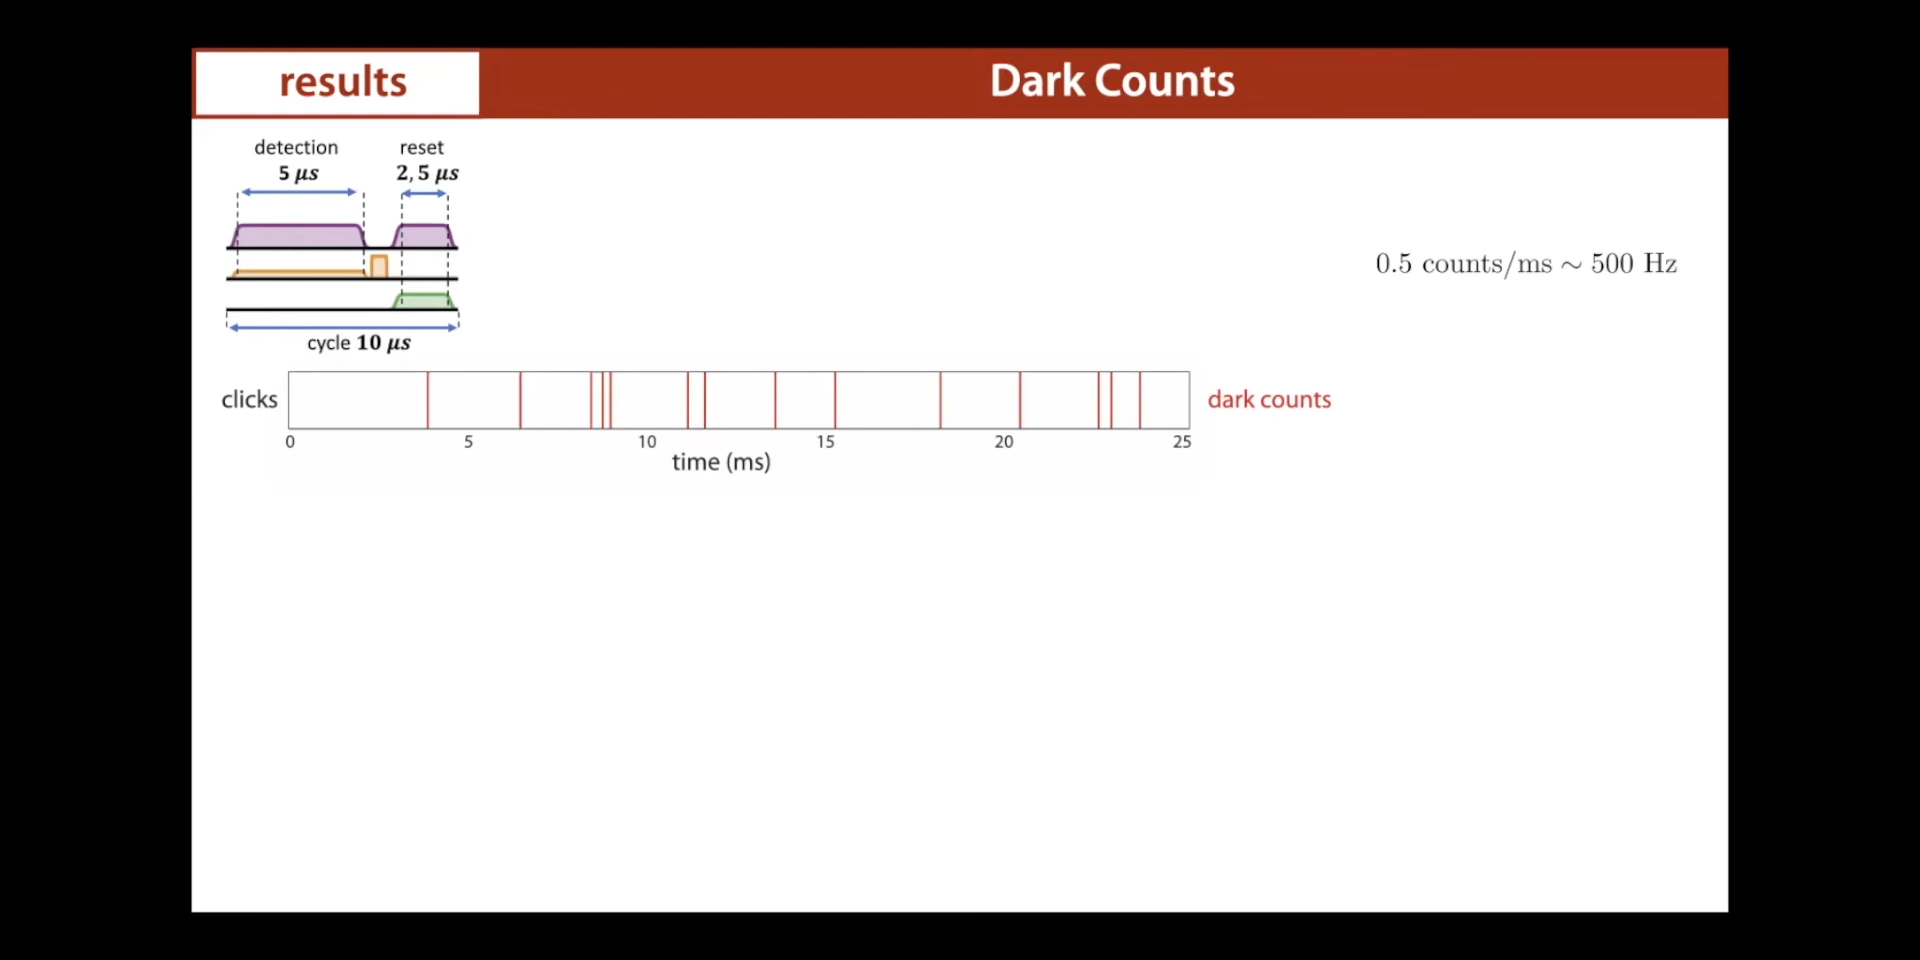 results
Dark Counts
detection
reset
5 μs
2, 5 μs
cycle 10 μs
0.5 counts/ms ∼ 500 Hz
clicks
dark counts
0 5 10 15 20 25
time (ms)